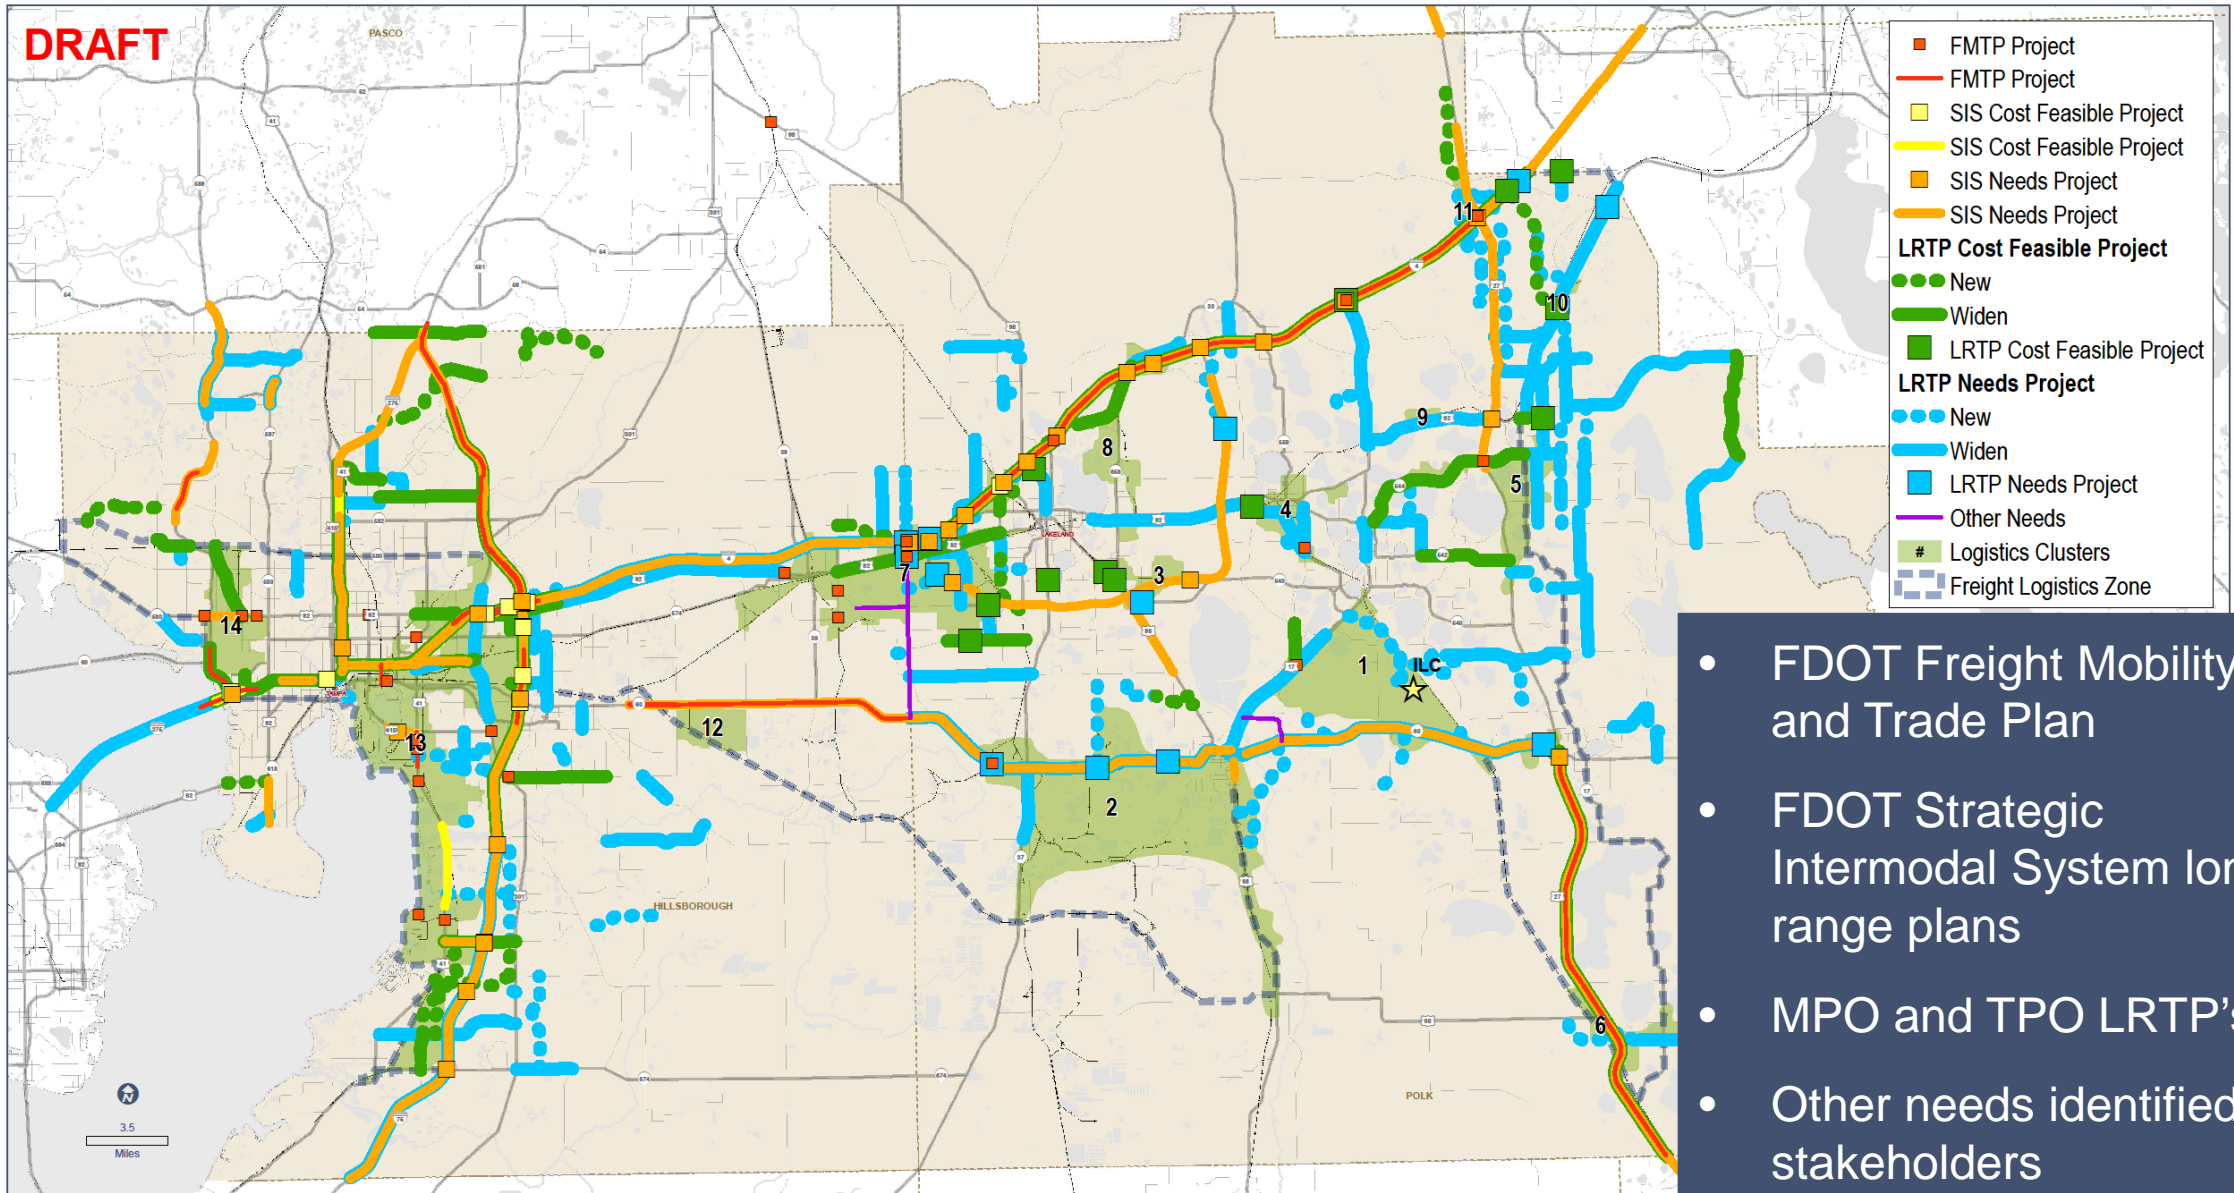 DRAFT
PASCO
FMTP Project
FMTP Project
SIS Cost Feasible Project
SIS Cost Feasible Project
SIS Needs Project
SIS Needs Project
LRTP Cost Feasible Project
New
Widen
LRTP Cost Feasible Project
LRTP Needs Project
New
Widen
LRTP Needs Project
Other Needs
# Logistics Clusters
Freight Logistics Zone
11
10
9
8
5
4
LAKELAND
7
3
14
1
ILC
TAMPA
12
13
2
HILLSBOROUGH
6
POLK
N
3.5
Miles
• FDOT Freight Mobility
and Trade Plan
• FDOT Strategic
Intermodal System lon
range plans
• MPO and TPO LRTP's
• Other needs identified
stakeholders